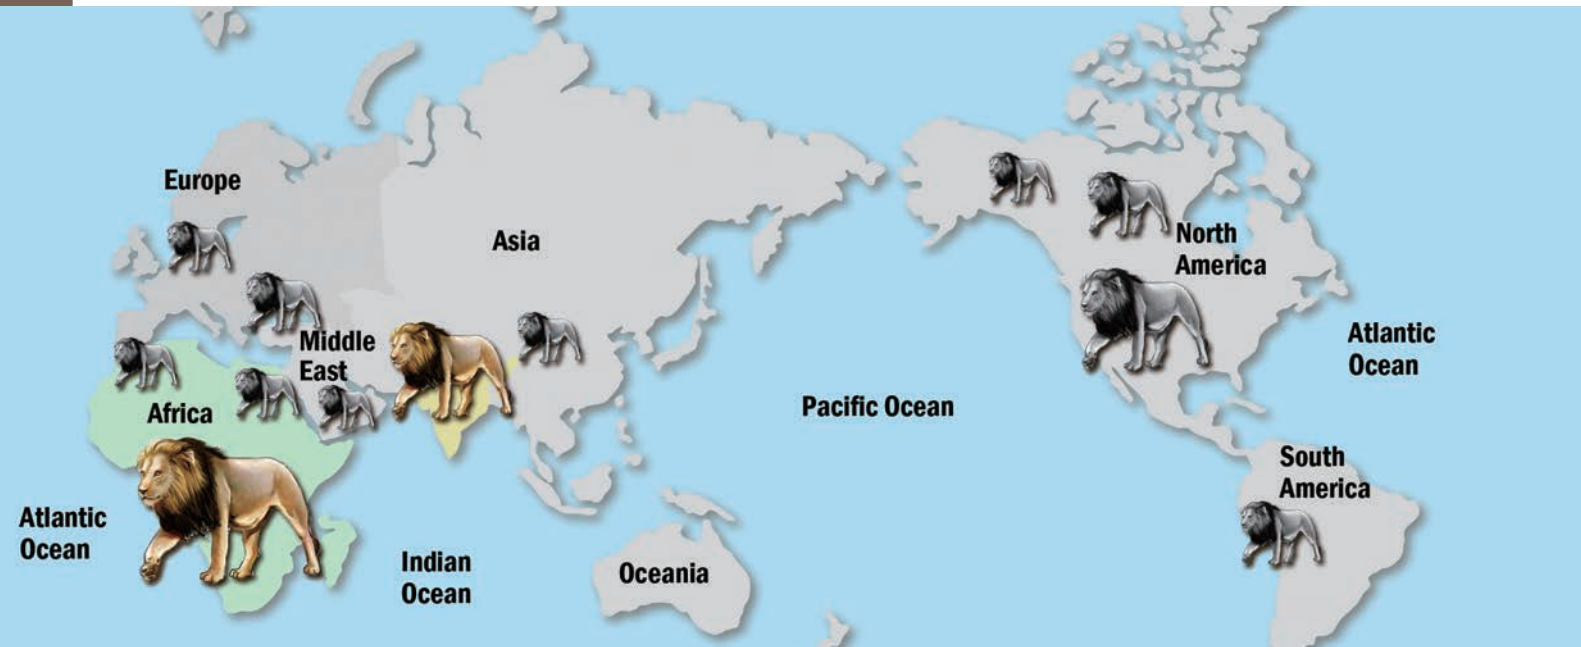 Europe
Asia
North
America
Middle
East
Atlantic
Ocean
Africa
Pacific Ocean
South
America
Atlantic
Ocean
Indian
Ocean
Oceania